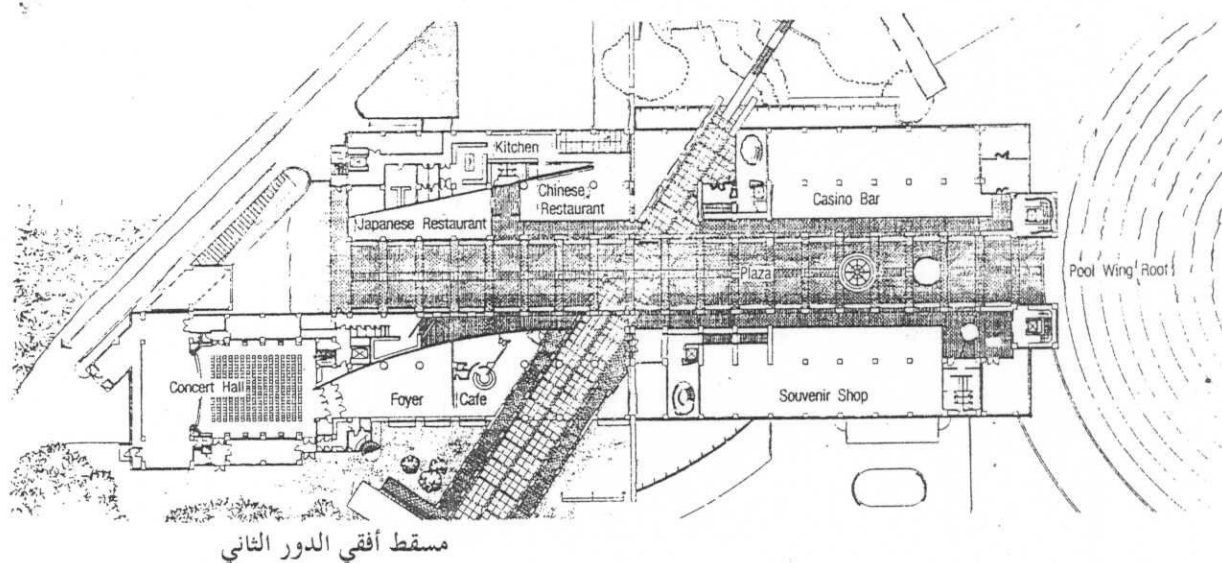 Kitchen
Chinese
Restaurant
Japanese Restaurant
Casino Bar
Plaza
Pool Wing Roof
Concert Hall
Foyer
Cafe
Souvenir Shop
مسقط أفقي الدور الثاني